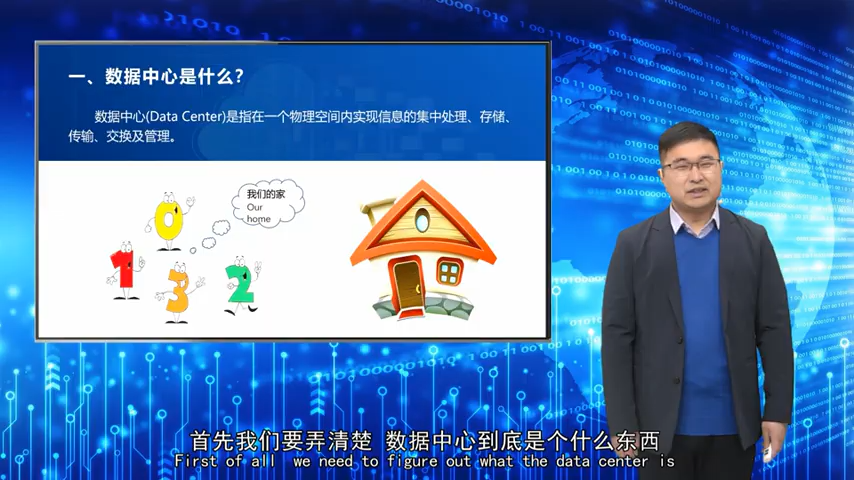 一、数据中心是什么?
数据中心(Data Center)是指在一个物理空间内实现信息的集中处理、存储、
传输、交换及管理。
我们的家
Our
home
0
1
3
2
首先我们要弄清楚 数据中心到底是个什么东西
First of all we need to figure out what the data center is